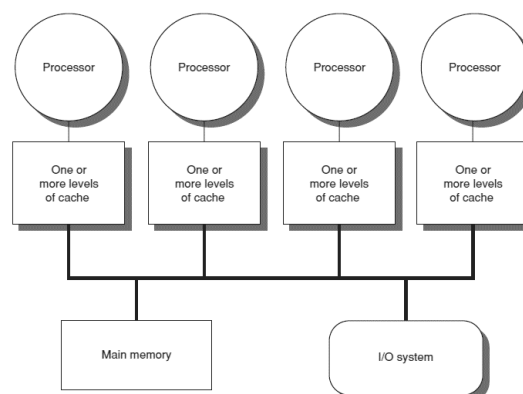 Processor
Processor
Processor
Processor
One or
more levels
of cache
One or
more levels
of cache
One or
more levels
of cache
One or
more levels
of cache
Main memory
I/O system